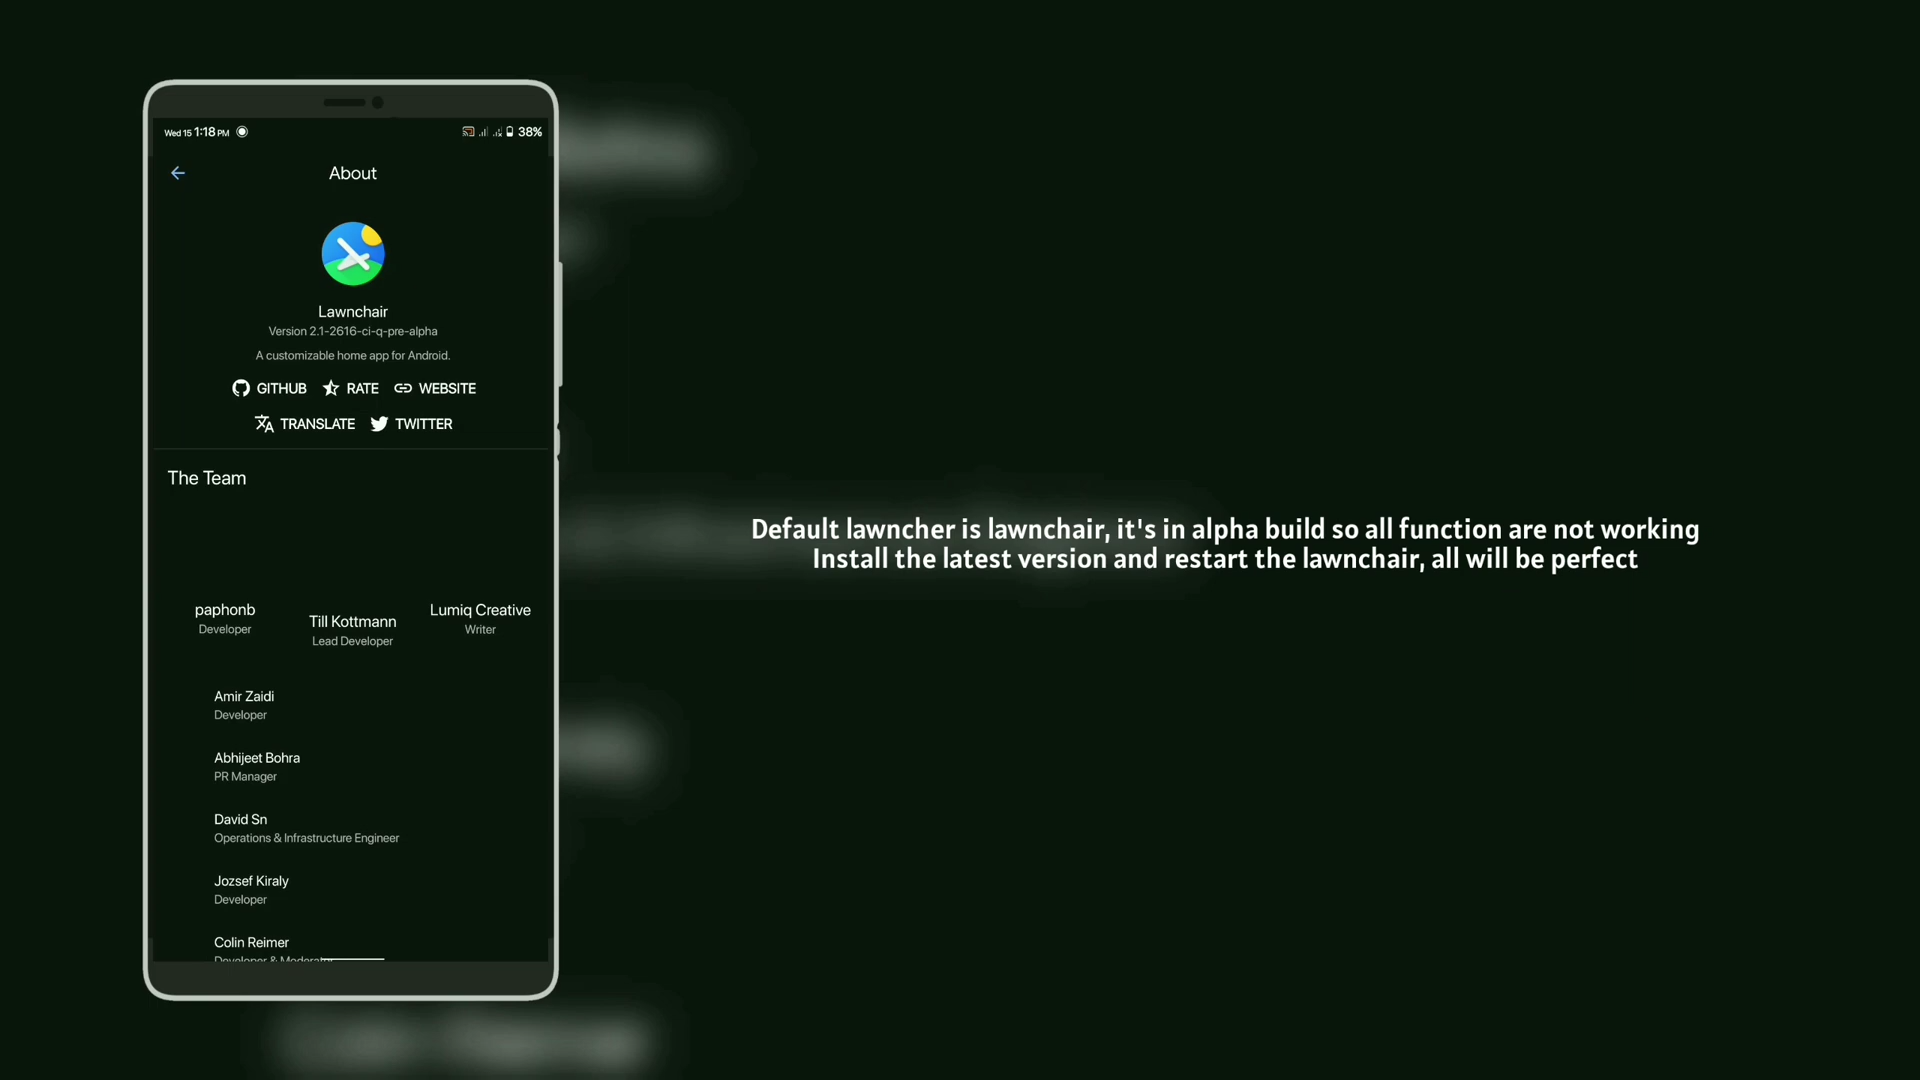 Wed 15 1:18 PM 38%
About
Lawnchair
Version 2.1-2616-ci-q-pre-alpha
A customizable home app for Android.
GITHUB RATE WEBSITE
TRANSLATE TWITTER
The Team
paphonb
Developer
Till Kottmann
Lead Developer
Lumiq Creative
Writer
Amir Zaidi
Developer
Abhijeet Bohra
PR Manager
David Sn
Operations & Infrastructure Engineer
Jozsef Kiraly
Developer
Colin Reimer
Developer & Moderator
Default lawncher is lawnchair, it's in alpha build so all function are not working
Install the latest version and restart the lawnchair, all will be perfect